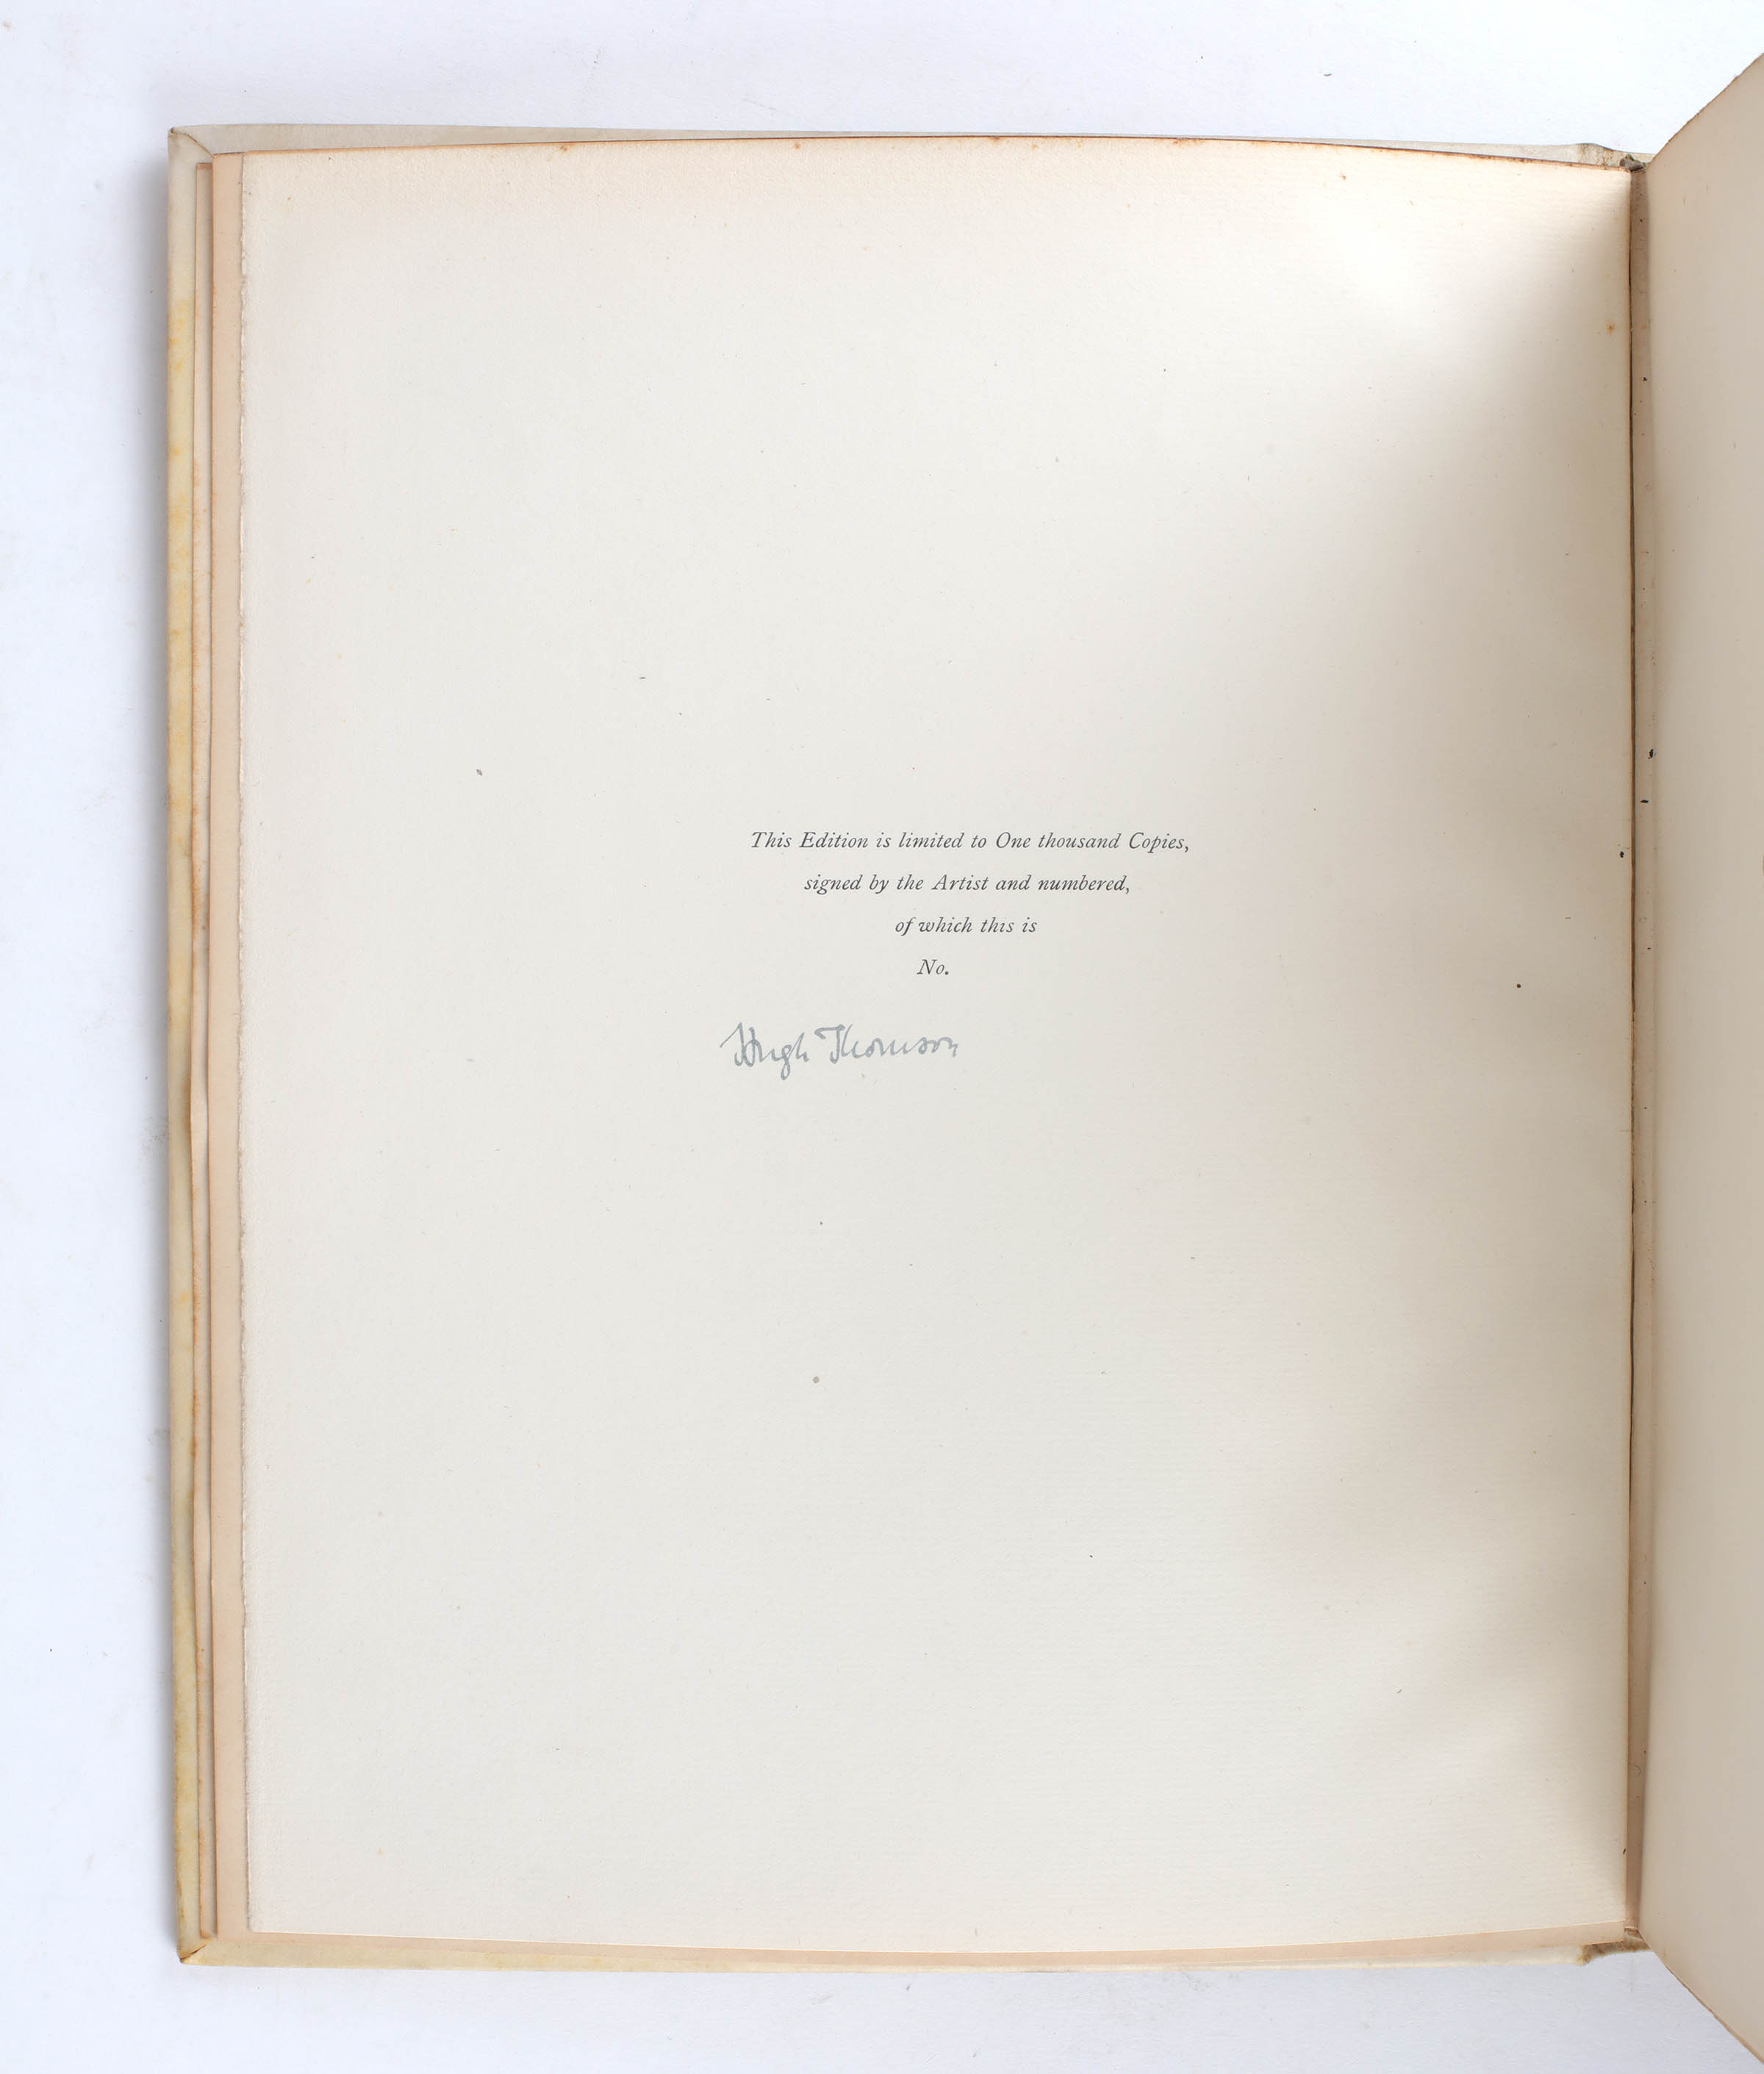 This Edition is limited to One thousand Copies,
signed by the Artist and numbered,
of which this is
No.
Hugh Thomson